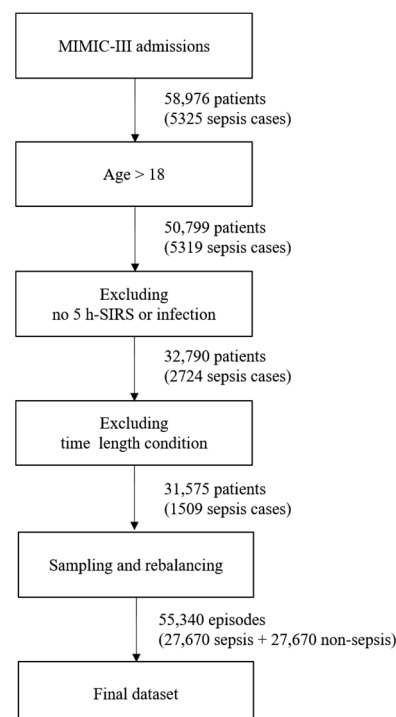 MIMIC-III admissions
58,976 patients
(5325 sepsis cases)
Age > 18
50,799 patients
(5319 sepsis cases)
Excluding
no 5 h-SIRS or infection
32,790 patients
(2724 sepsis cases)
Excluding
time length condition
31,575 patients
(1509 sepsis cases)
Sampling and rebalancing
55,340 episodes
(27,670 sepsis + 27,670 non-sepsis)
Final dataset